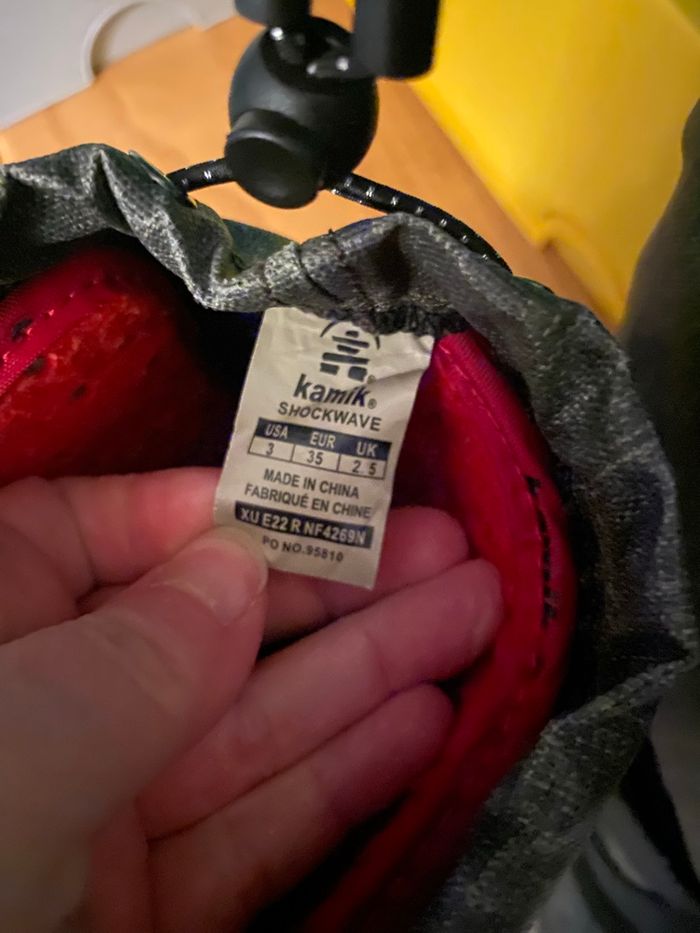 kamik®
SHOCKWAVE
USA EUR UK
3 35 2.5
MADE IN CHINA
FABRIQUÉ EN CHINE
XU E22 R NF4269N
PO NO.95810
kamik